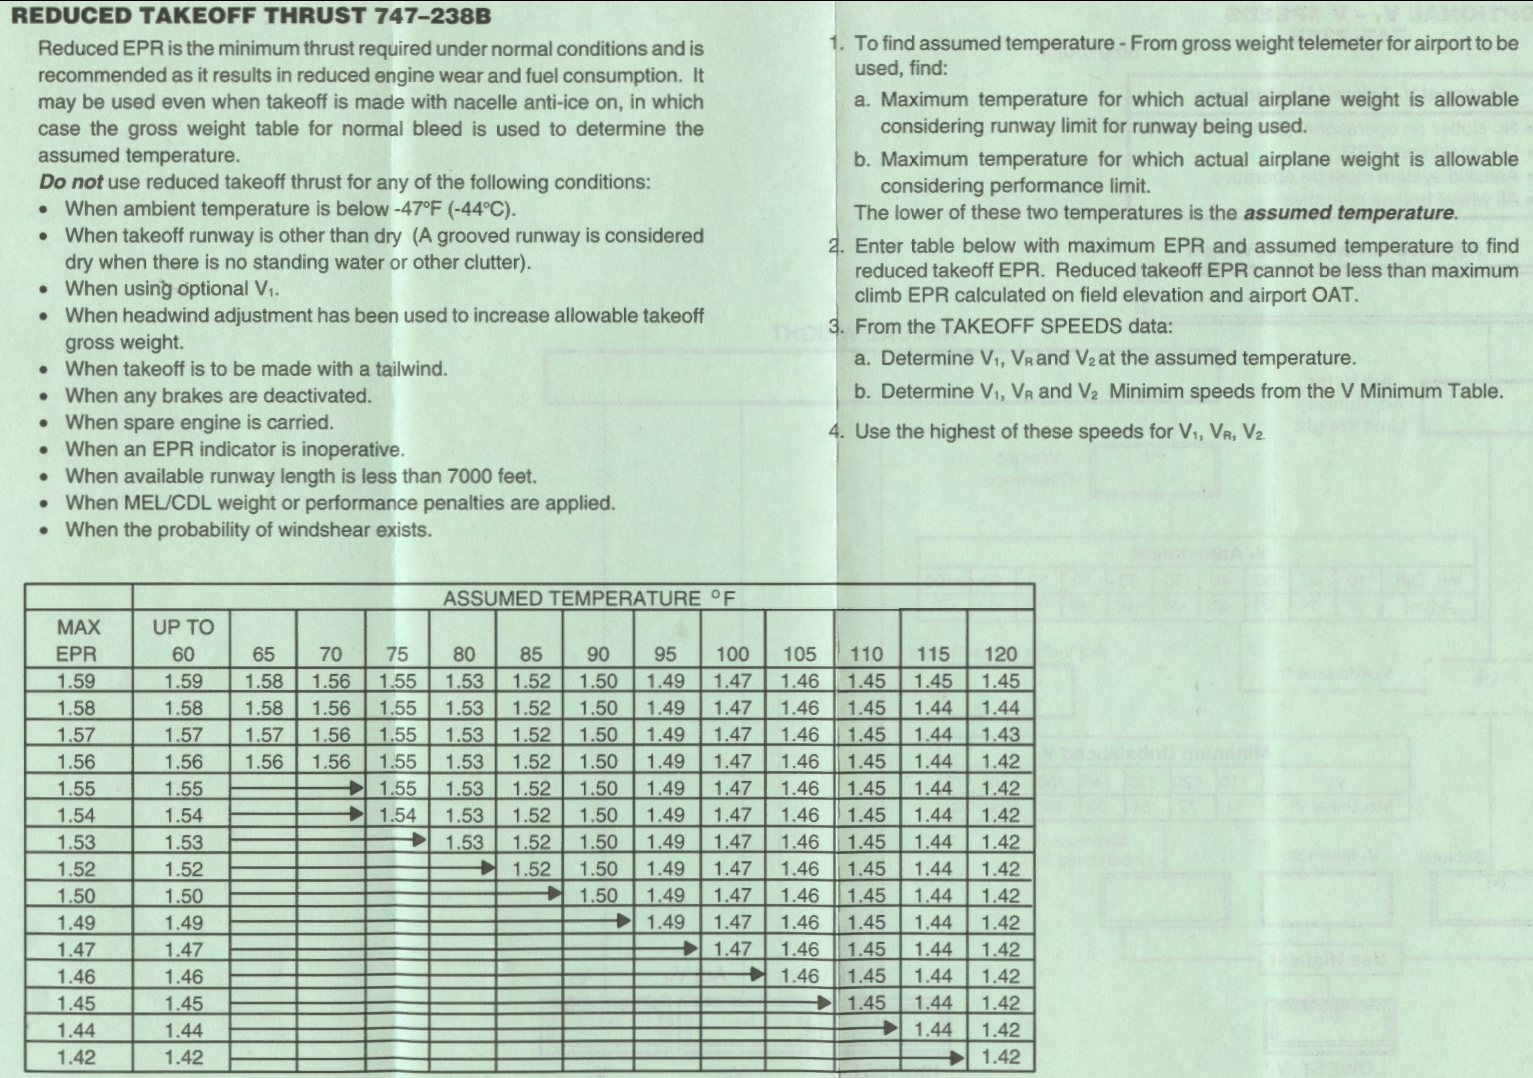 REDUCED TAKEOFF THRUST 747-238B
Reduced EPR is the minimum thrust required under normal conditions and is
recommended as it results in reduced engine wear and fuel consumption. It
may be used even when takeoff is made with nacelle anti-ice on, in which
case the gross weight table for normal bleed is used to determine the
assumed temperature.
Do not use reduced takeoff thrust for any of the following conditions:
• When ambient temperature is below -47°F (-44°C).
• When takeoff runway is other than dry (A grooved runway is considered
dry when there is no standing water or other clutter).
• When using optional V1.
• When headwind adjustment has been used to increase allowable takeoff
gross weight.
• When takeoff is to be made with a tailwind.
• When any brakes are deactivated.
• When spare engine is carried.
• When an EPR indicator is inoperative.
• When available runway length is less than 7000 feet.
• When MEL/CDL weight or performance penalties are applied.
• When the probability of windshear exists.
1. To find assumed temperature - From gross weight telemeter for airport to be
used, find:
a. Maximum temperature for which actual airplane weight is allowable
considering runway limit for runway being used.
b. Maximum temperature for which actual airplane weight is allowable
considering performance limit.
The lower of these two temperatures is the assumed temperature.
2. Enter table below with maximum EPR and assumed temperature to find
reduced takeoff EPR. Reduced takeoff EPR cannot be less than maximum
climb EPR calculated on field elevation and airport OAT.
3. From the TAKEOFF SPEEDS data:
a. Determine V1, VR and V2 at the assumed temperature.
b. Determine V1, VR and V2 Minimim speeds from the V Minimum Table.
4. Use the highest of these speeds for V1, VR, V2.
ASSUMED TEMPERATURE °F
MAX UP TO
EPR 60 65 70 75 80 85 90 95 100 105 110 115 120
1.59 1.59 1.58 1.56 1.55 1.53 1.52 1.50 1.49 1.47 1.46 1.45 1.45 1.45
1.58 1.58 1.58 1.56 1.55 1.53 1.52 1.50 1.49 1.47 1.46 1.45 1.44 1.44
1.57 1.57 1.57 1.56 1.55 1.53 1.52 1.50 1.49 1.47 1.46 1.45 1.44 1.43
1.56 1.56 1.56 1.56 1.55 1.53 1.52 1.50 1.49 1.47 1.46 1.45 1.44 1.42
1.55 1.55 1.55 1.53 1.52 1.50 1.49 1.47 1.46 1.45 1.44 1.42
1.54 1.54 1.54 1.53 1.52 1.50 1.49 1.47 1.46 1.45 1.44 1.42
1.53 1.53 1.53 1.52 1.50 1.49 1.47 1.46 1.45 1.44 1.42
1.52 1.52 1.52 1.50 1.49 1.47 1.46 1.45 1.44 1.42
1.50 1.50 1.50 1.49 1.47 1.46 1.45 1.44 1.42
1.49 1.49 1.49 1.47 1.46 1.45 1.44 1.42
1.47 1.47 1.47 1.46 1.45 1.44 1.42
1.46 1.46 1.46 1.45 1.44 1.42
1.45 1.45 1.45 1.44 1.42
1.44 1.44 1.44 1.42
1.42 1.42 1.42